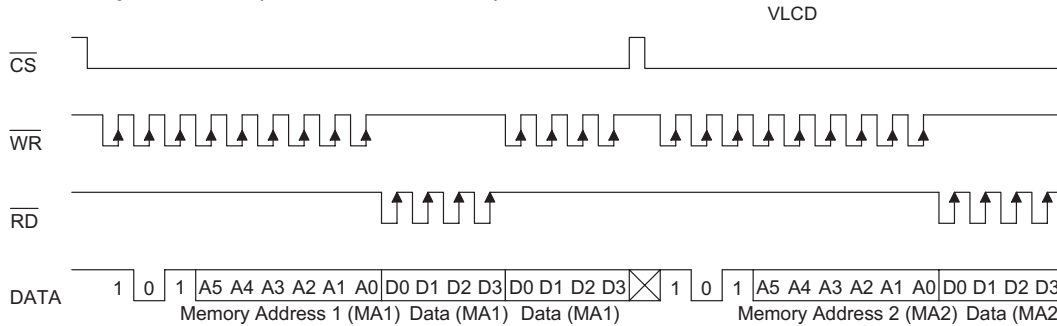 VLCD
CS
WR
RD
DATA 1 0 1 A5 A4 A3 A2 A1 A0 D0 D1 D2 D3 D0 D1 D2 D3 1 0 1 A5 A4 A3 A2 A1 A0 D0 D1 D2 D3
Memory Address 1 (MA1) Data (MA1) Data (MA1) Memory Address 2 (MA2) Data (MA2